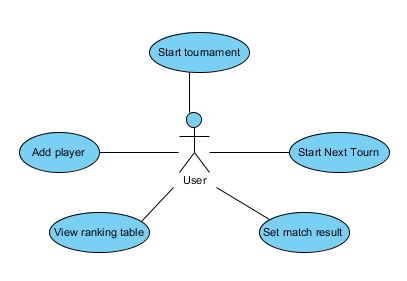 Start tournament
Add player
Start Next Tourn
User
View ranking table
Set match result